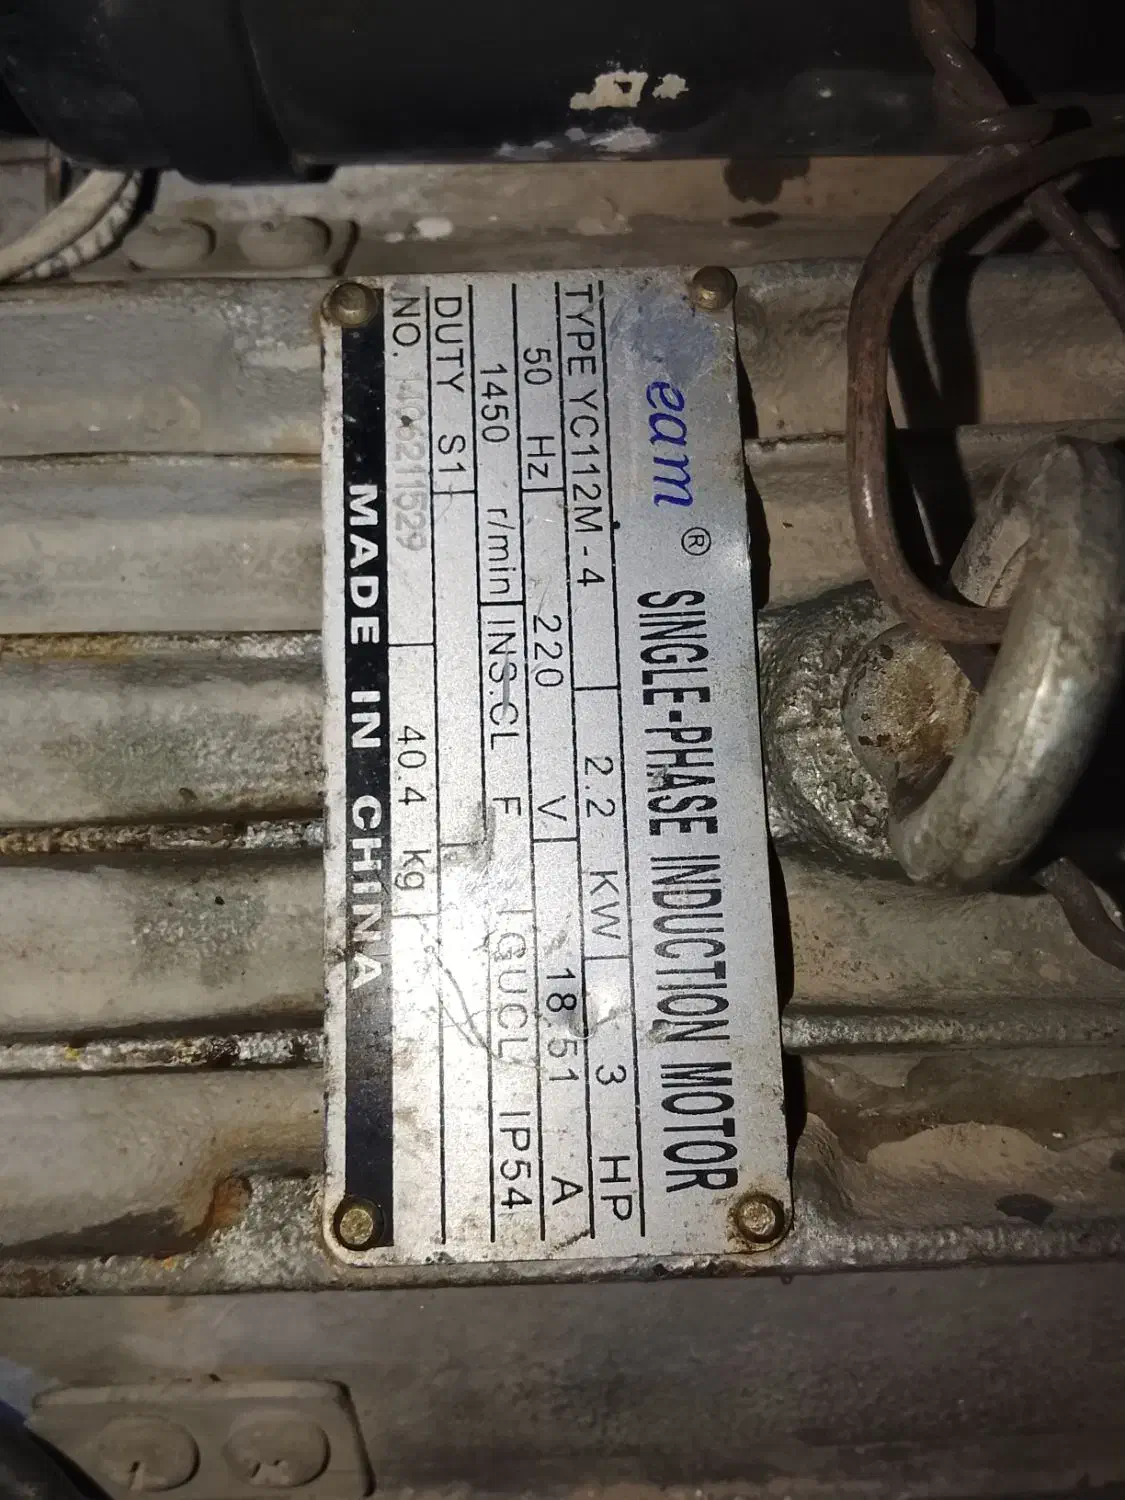 eam ® SINGLE-PHASE INDUCTION MOTOR
TYPE YC112M-4 2.2 KW 3 HP
50 Hz 220 V 18.51 A
1450 r/min INS.CL F GUCL IP54
DUTY S1
NO. 40.4 kg
MADE IN CHINA